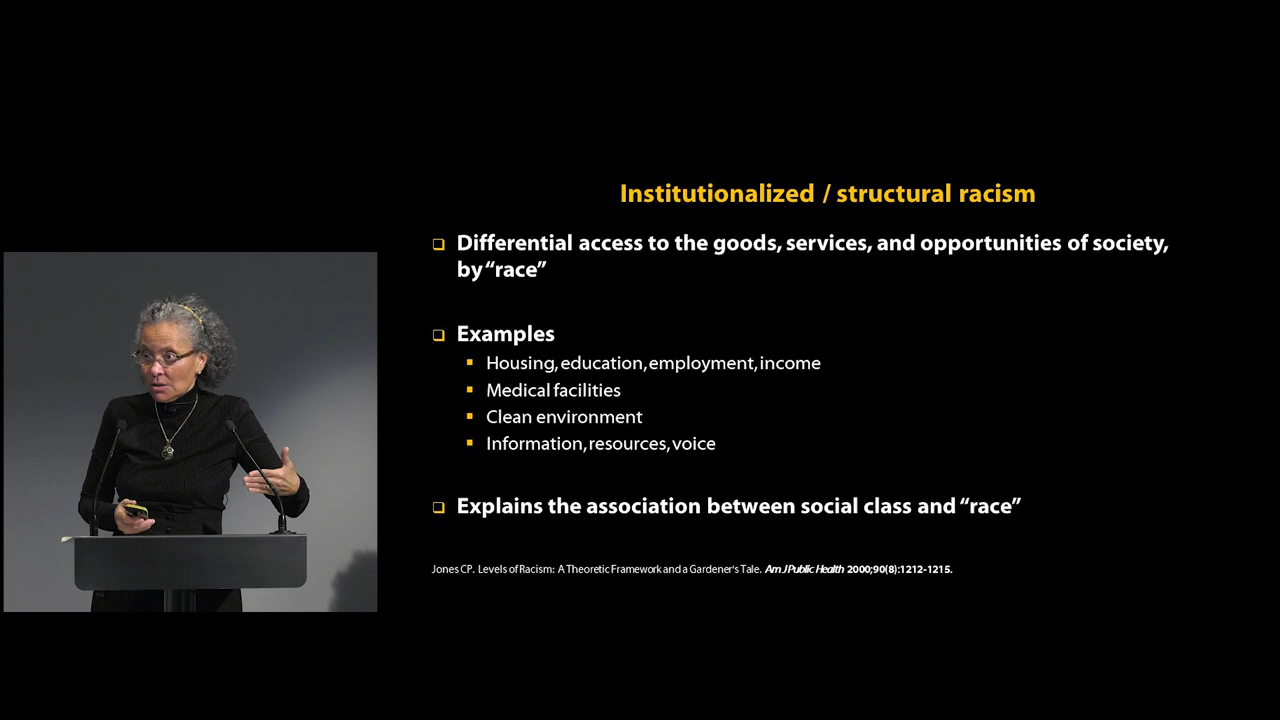 Institutionalized / structural racism
❑ Differential access to the goods, services, and opportunities of society,
by “race”
❑ Examples
▪ Housing, education, employment, income
▪ Medical facilities
▪ Clean environment
▪ Information, resources, voice
❑ Explains the association between social class and “race”
Jones CP. Levels of Racism: A Theoretic Framework and a Gardener's Tale. Am J Public Health 2000;90(8):1212-1215.